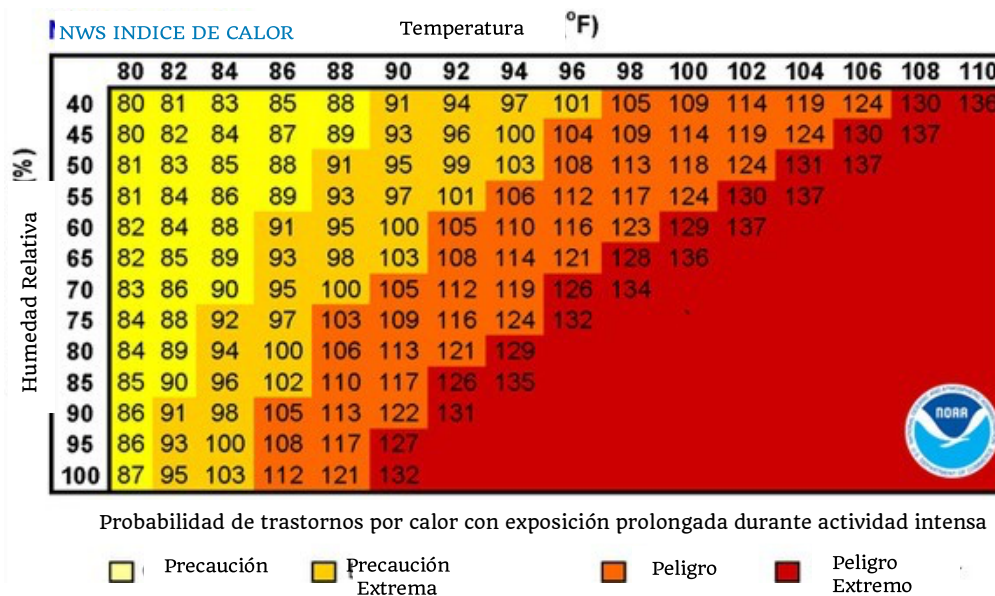 NWS INDICE DE CALOR Temperatura °F)
80 82 84 86 88 90 92 94 96 98 100 102 104 106 108 110
40 80 81 83 85 88 91 94 97 101 105 109 114 119 124 130 136
45 80 82 84 87 89 93 96 100 104 109 114 119 124 130 137
50 81 83 85 88 91 95 99 103 108 113 118 124 131 137
55 81 84 86 89 93 97 101 106 112 117 124 130 137
60 82 84 88 91 95 100 105 110 116 123 129 137
65 82 85 89 93 98 103 108 114 121 128 136
70 83 86 90 95 100 105 112 119 126 134
75 84 88 92 97 103 109 116 124 132
80 84 89 94 100 106 113 121 129
85 85 90 96 102 110 117 126 135
90 86 91 98 105 113 122 131
95 86 93 100 108 117 127
100 87 95 103 112 121 132
Humedad Relativa (%)
NOAA
Probabilidad de trastornos por calor con exposición prolongada durante actividad intensa
Precaución
Precaución
Extrema
Peligro
Peligro
Extremo